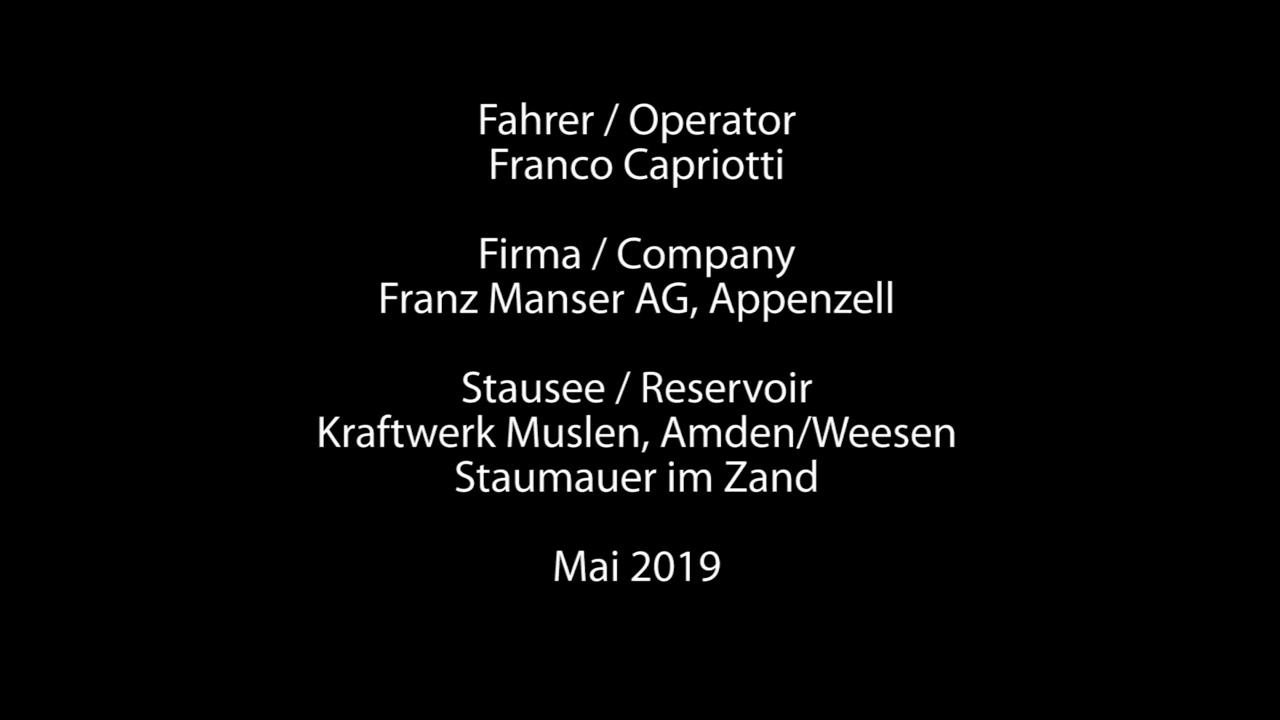 Fahrer / Operator
Franco Capriotti
Firma / Company
Franz Manser AG, Appenzell
Stausee / Reservoir
Kraftwerk Muslen, Amden/Weesen
Staumauer im Zand
Mai 2019